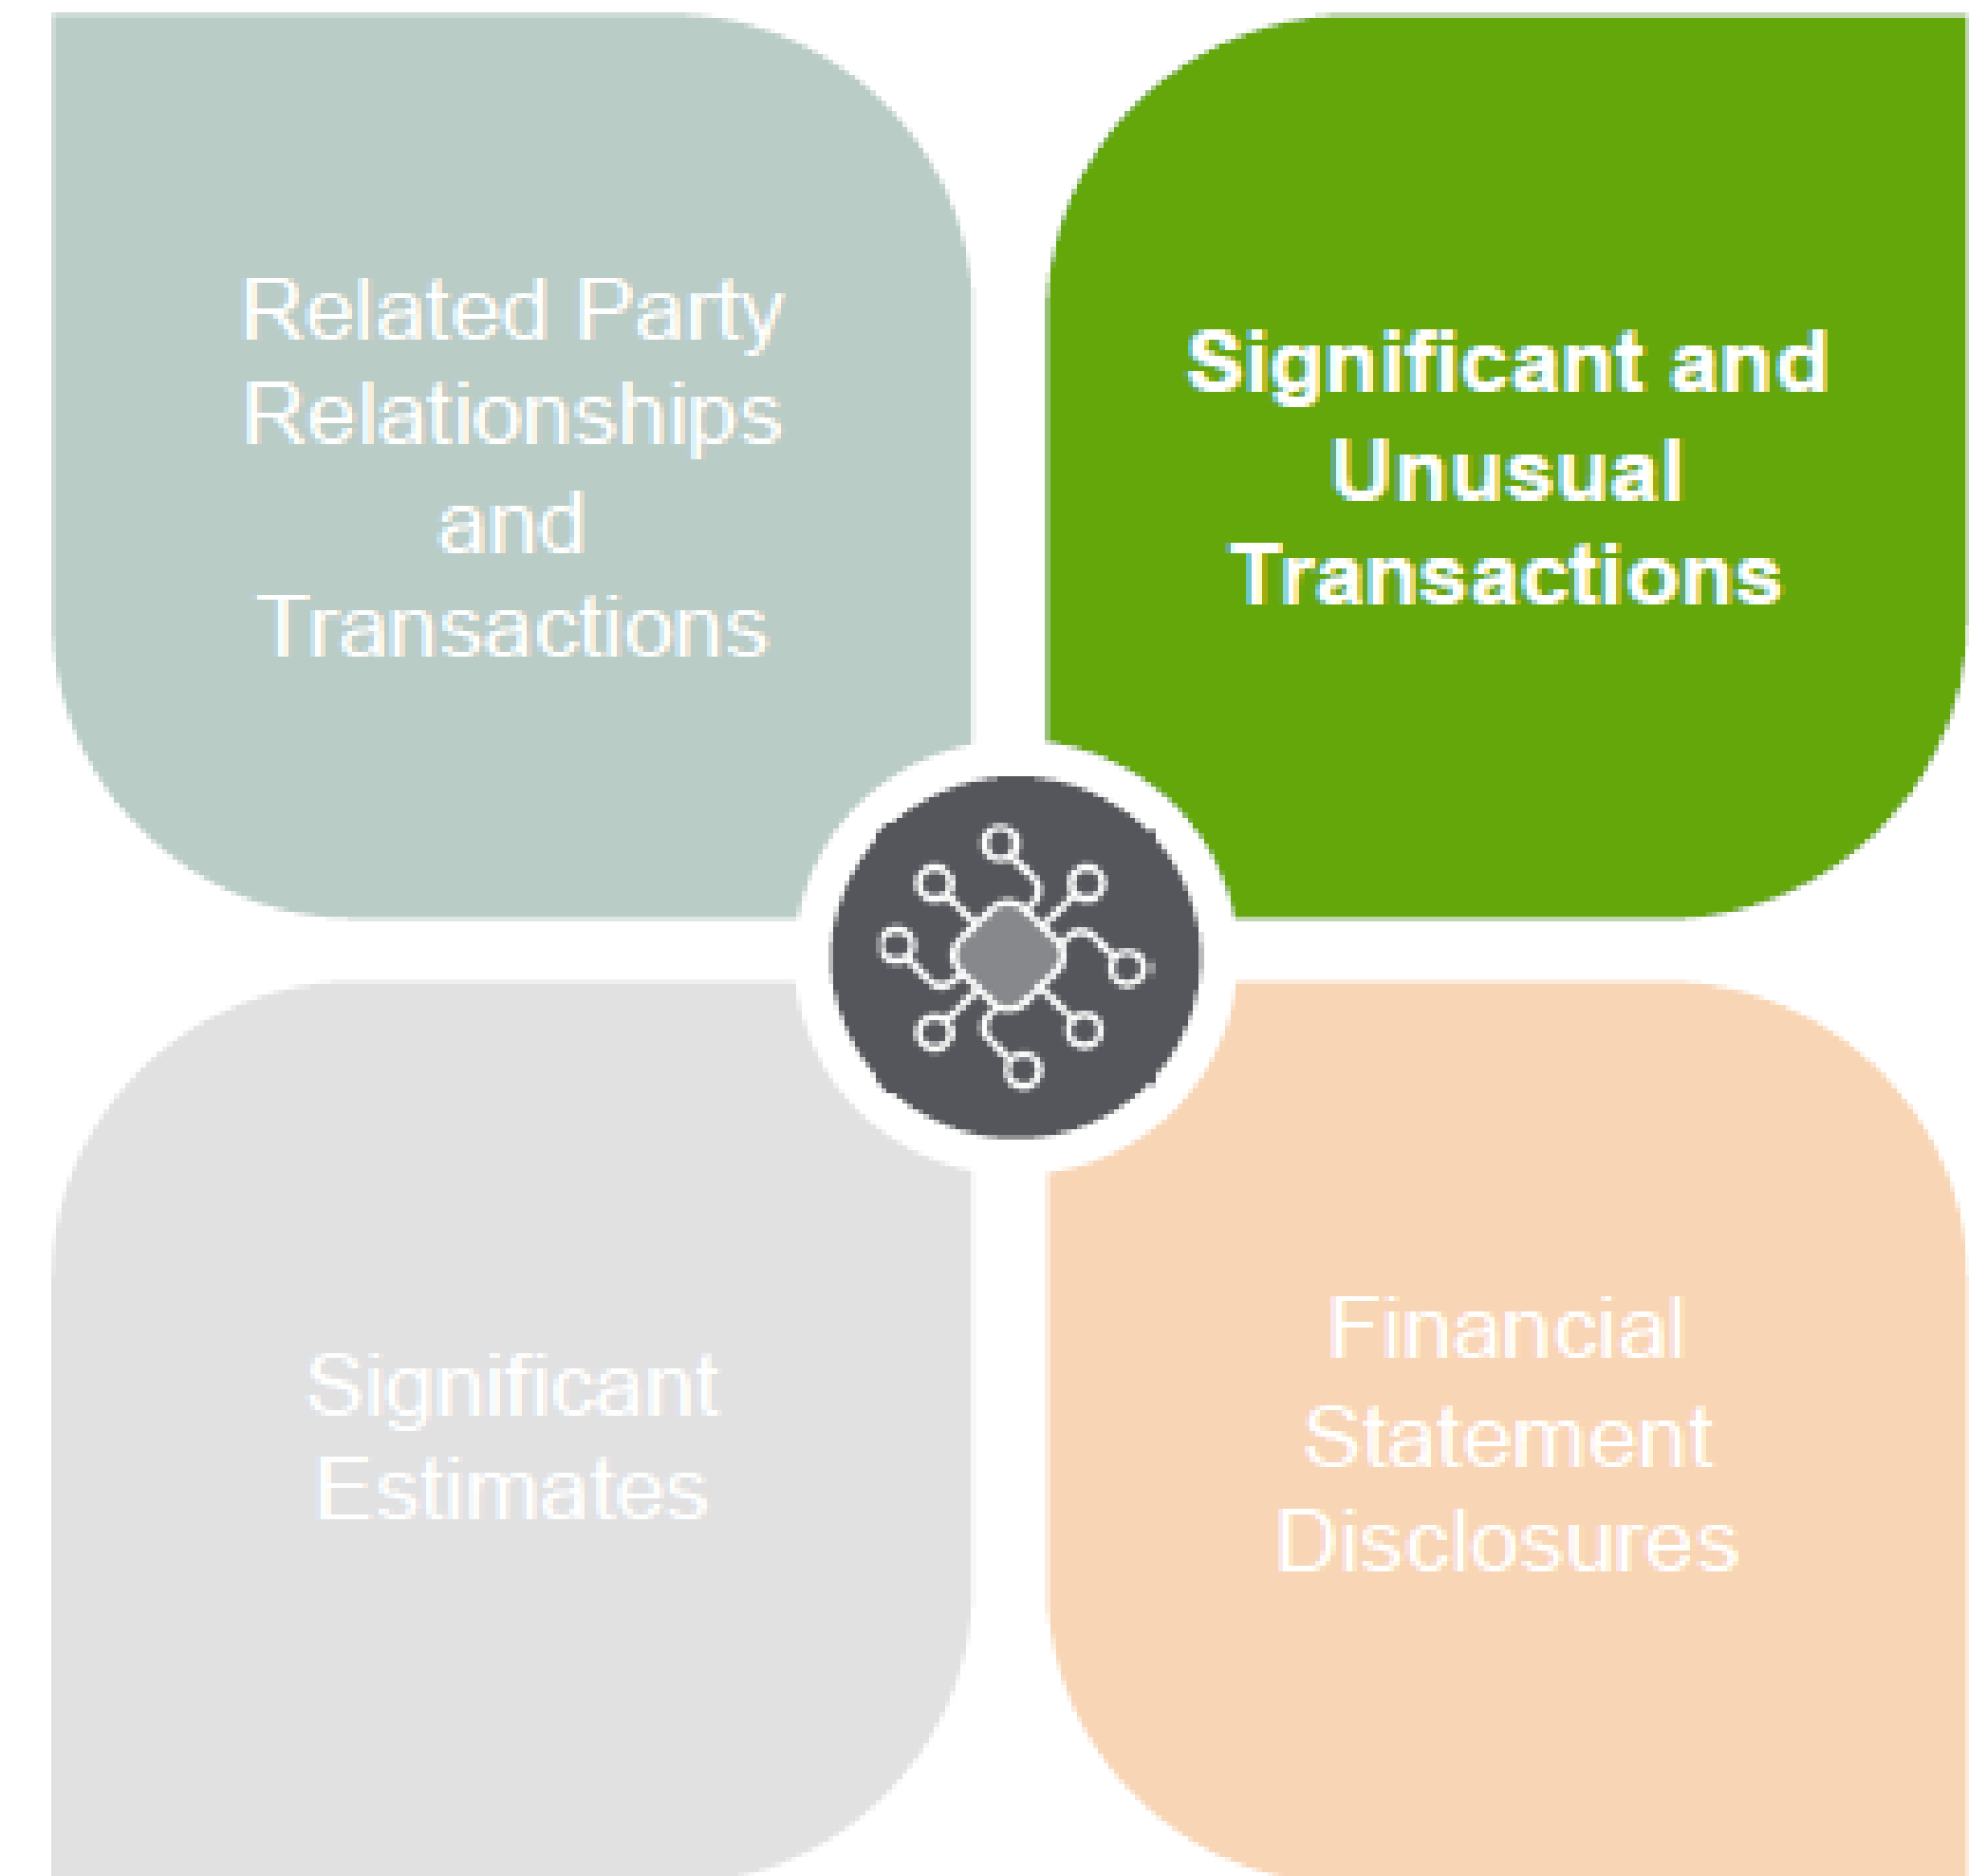 Related Party
Relationships
and
Transactions
Significant and
Unusual
Transactions
Significant
Estimates
Financial
Statement
Disclosures